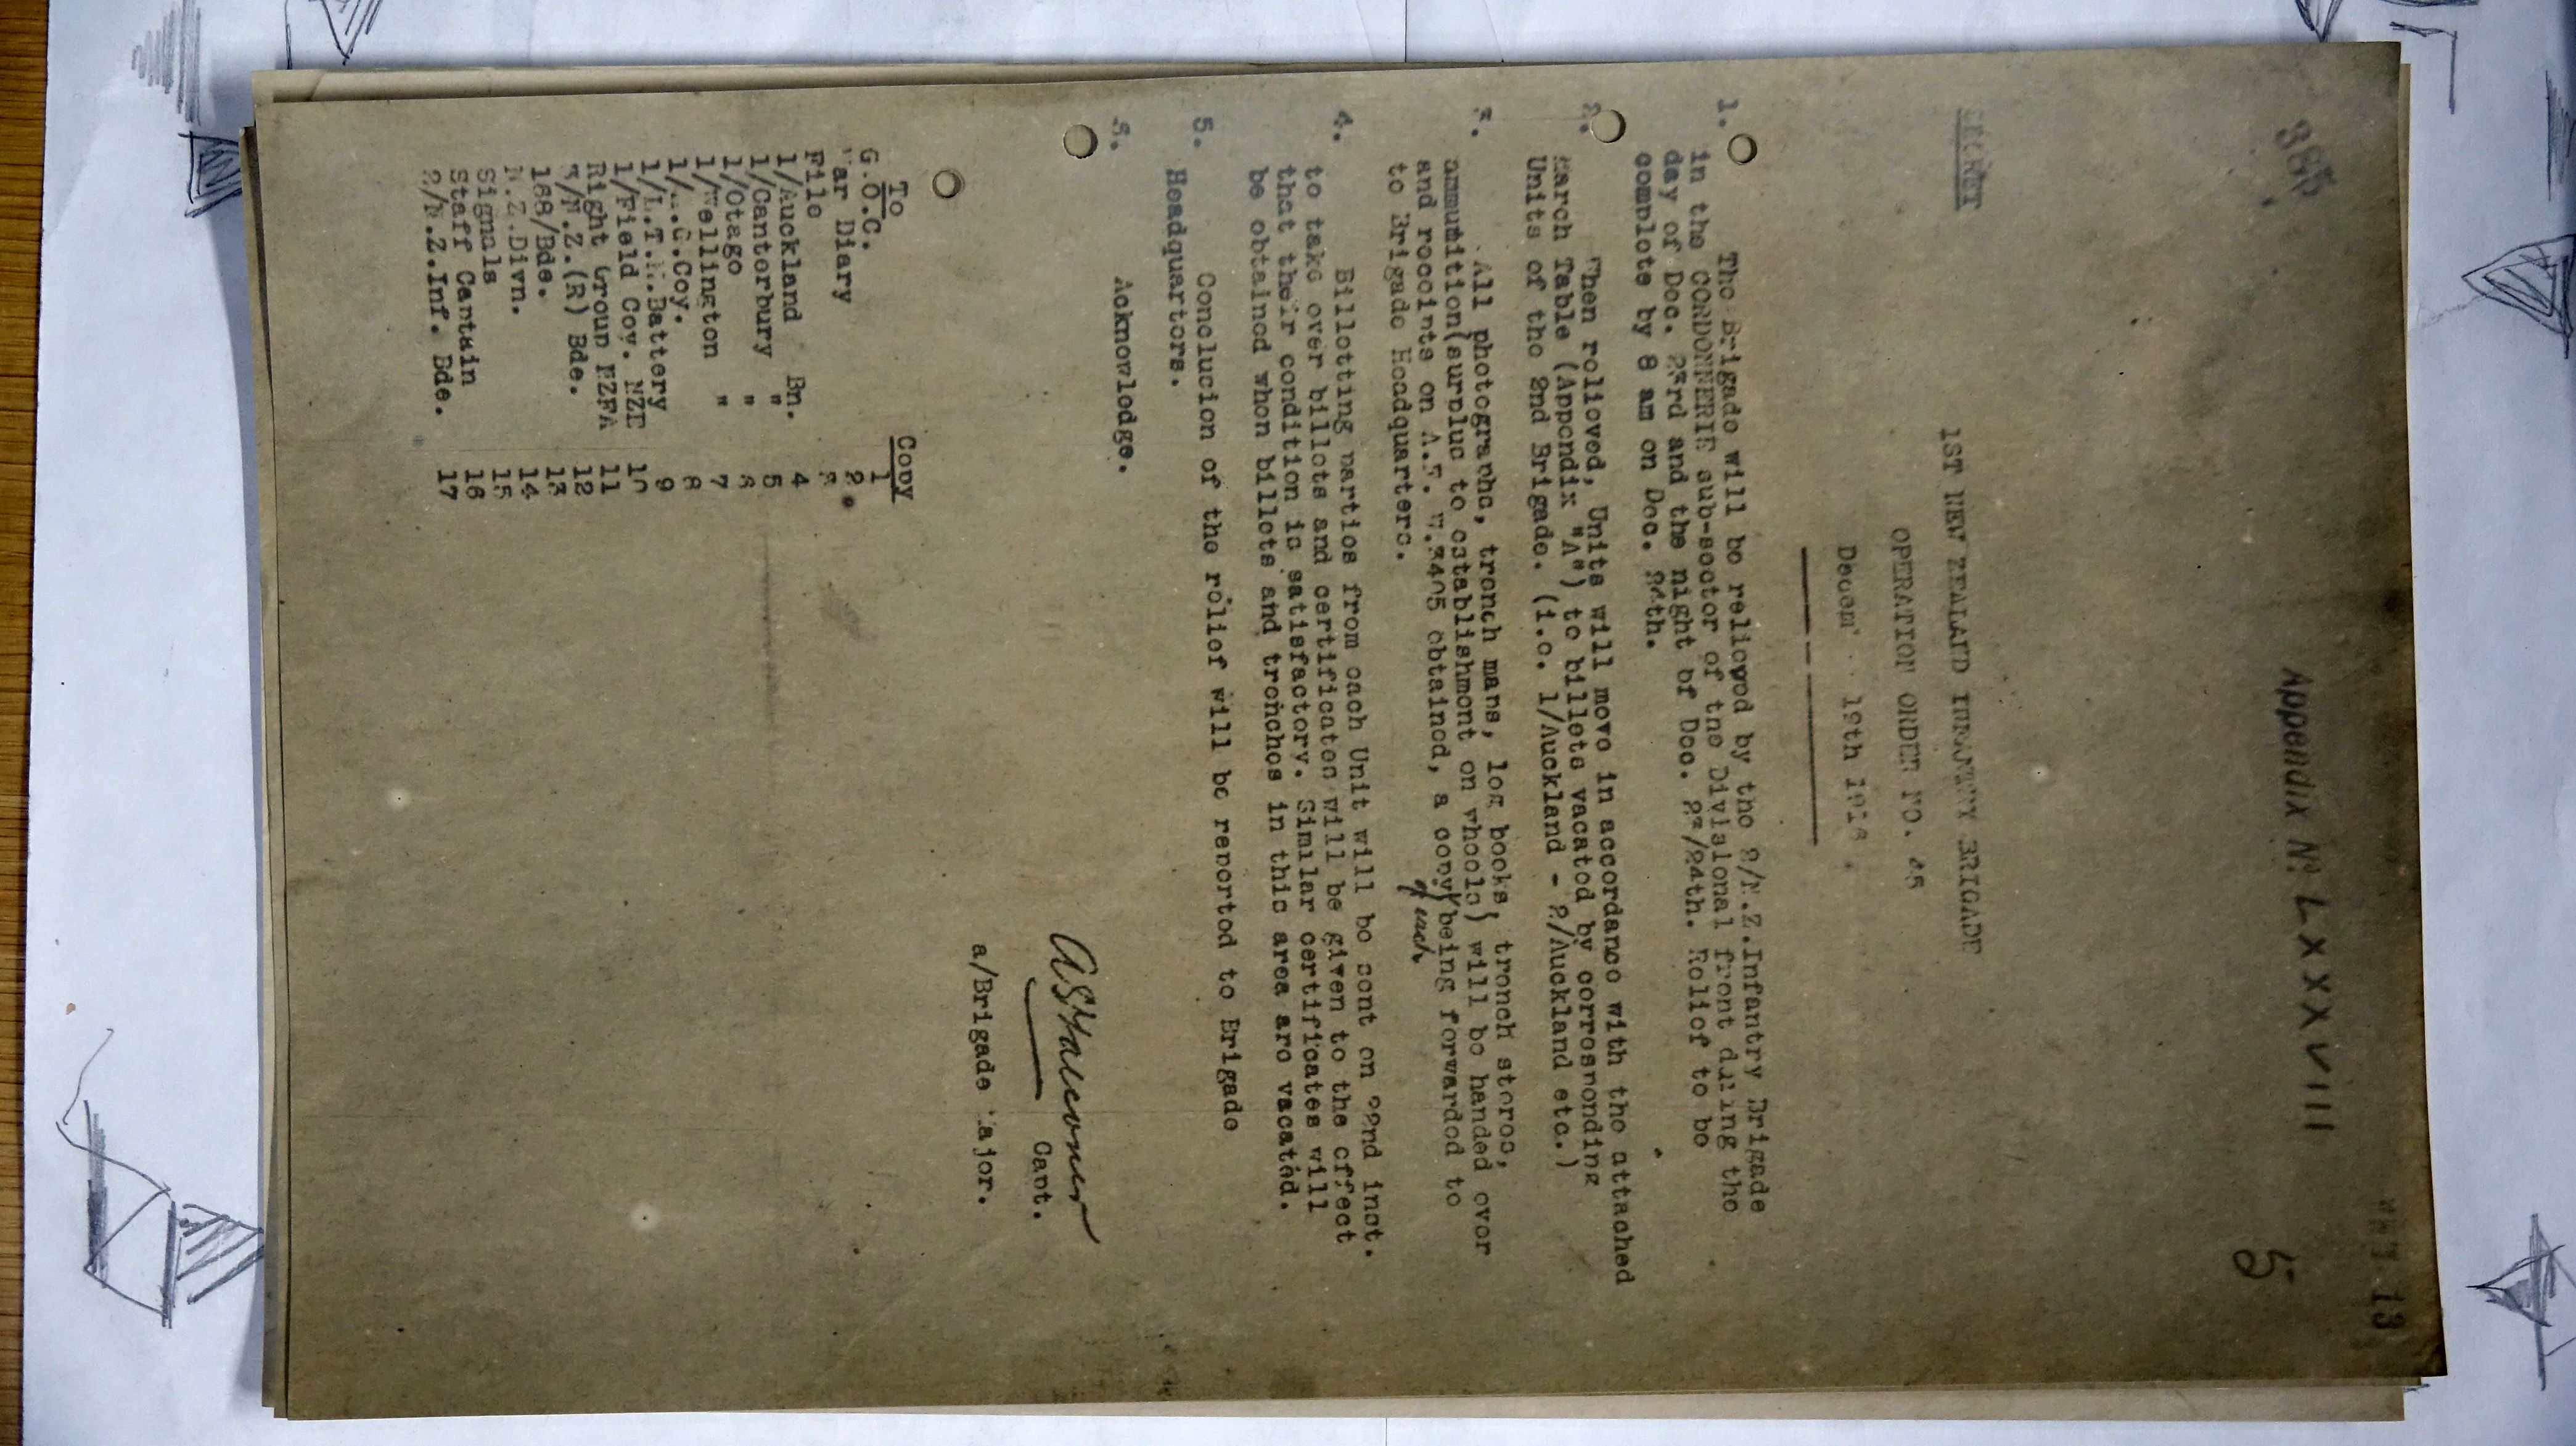 386
WA 7 13
Appendix No LXXXVIII
5
SECRET
1ST NEW ZEALAND INFANTRY BRIGADE
OPERATION ORDER NO. 45
19th 1916
1. The Brigade will be relieved by the 2/N.Z.Infantry Brigade
in the CORDONNERIE sub-sector of the Divisional front during the
day of Dec. 23rd and the night of Dec. 23/24th. Relief to be
complete by 8 am on Dec. 24th.
2. When relieved, Units will move in accordance with the attached
March Table (Appendix "A") to billets vacated by corresponding
Units of the 2nd Brigade. (i.e. 1/Auckland - 2/Auckland etc.)
3. All photographs, trench maps, log books, trench stores,
ammunition(surplus to establishment on wheels) will be handed over
and receipts on A.F. W.3405 obtained, a copy of each being forwarded to
to Brigade Headquarters.
4. Billetting parties from each Unit will be sent on 22nd inst.
to take over billets and certificates will be given to the effect
that their condition is satisfactory. Similar certificates will
be obtained when billets and trenches in this area are vacated.
5. Conclusion of the relief will be reported to Brigade
Headquarters.
6. Acknowledge.
Capt.
a/Brigade Major.
To Copy
G.O.C. 1
War Diary 2
File 3
1/Auckland Bn. 4
1/Canterbury " 5
1/Otago " 6
1/Wellington " 7
1/M.G.Coy. 8
1/L.T.M.Battery 9
1/Field Coy. NZE 10
Right Group NZFA 11
3/N.Z.(R) Bde. 12
188/Bde. 13
N.Z.Divn. 14
Signals 15
Staff Captain 16
2/N.Z.Inf. Bde. 17